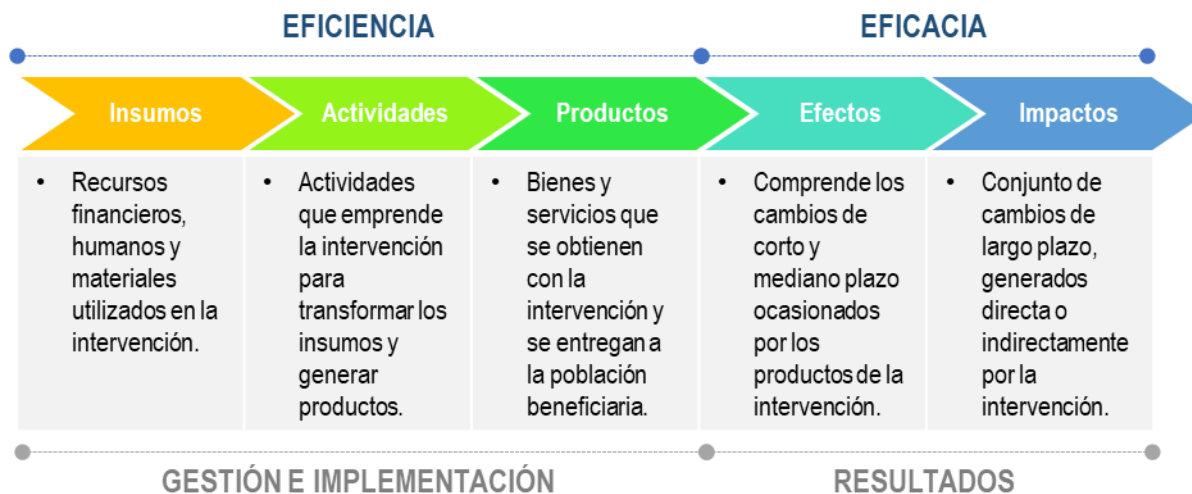 EFICIENCIA
EFICACIA
Insumos
Actividades
Productos
Efectos
Impactos
• Recursos
financieros,
humanos y
materiales
utilizados en la
intervención.
• Actividades
que emprende
la intervención
para
transformar los
insumos y
generar
productos.
• Bienes y
servicios que
se obtienen
con la
intervención y
se entregan a
la población
beneficiaria.
• Comprende los
cambios de
corto y
mediano plazo
ocasionados
por los
productos de la
intervención.
• Conjunto de
cambios de
largo plazo,
generados
directa o
indirectamente
por la
intervención.
GESTIÓN E IMPLEMENTACIÓN
RESULTADOS